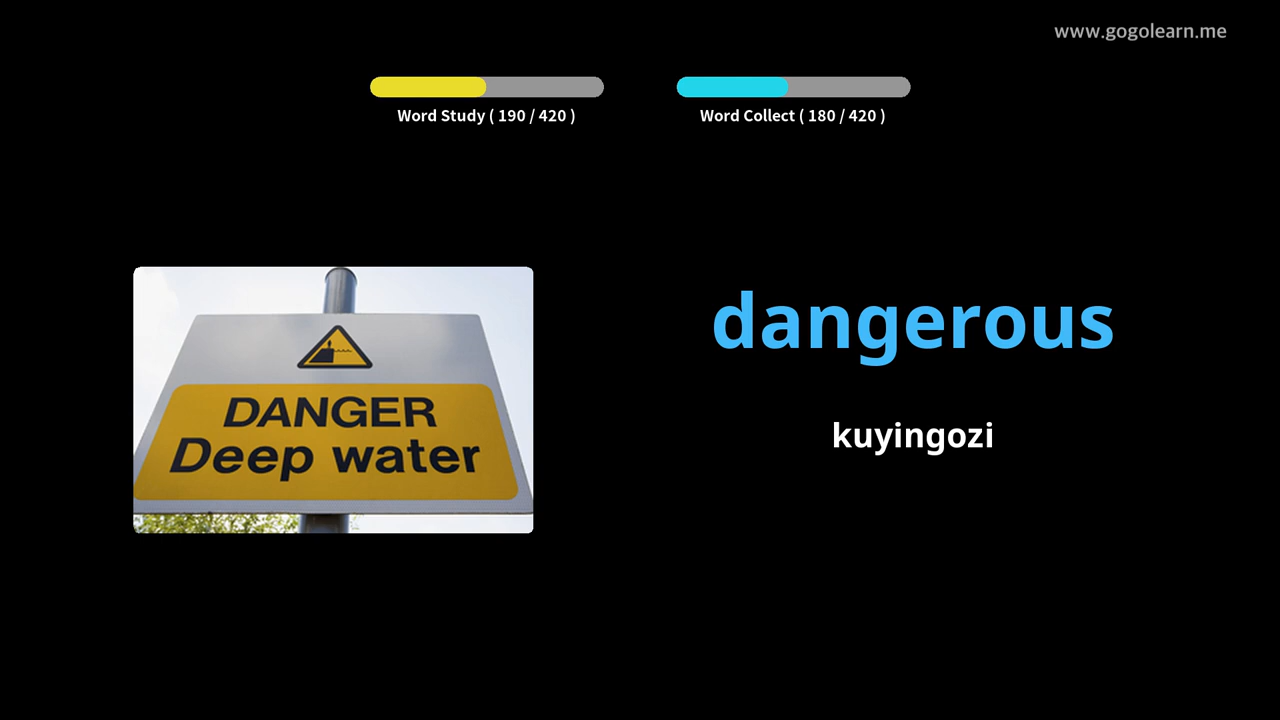 www.gogolearn.me
Word Study ( 190 / 420 )
Word Collect ( 180 / 420 )
DANGER
Deep water
dangerous
kuyingozi